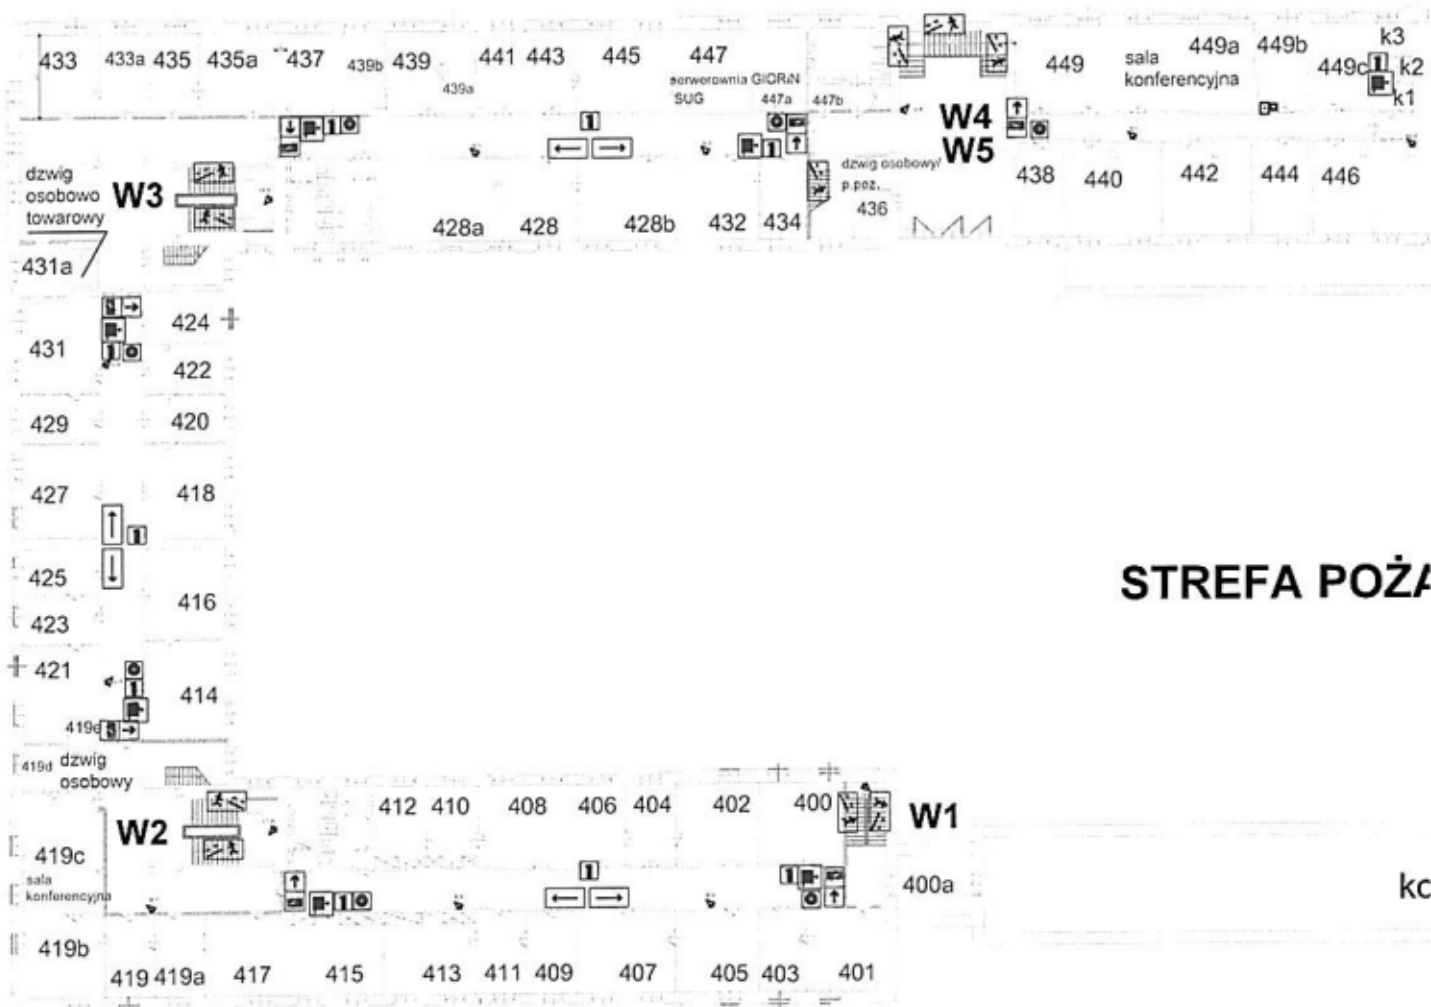 433 433a 435 435a 437 439b 439 441 443 445 447
439a
serwerownia GIORiN
SUG 447a 447b
449 sala
konferencyjna
449a 449b 449c k3
k2
k1
W4
W5
dzwig
osobowo
towarowy
W3
431a
428a 428 428b 432 434
dzwig osobowy/
p.poz.
436
438 440 442 444 446
424
431
422
429 420
427 418
425
416
423
421
414
419e
419d dzwig
osobowy
W2
412 410 408 406 404 402 400
W1
419c
sala
konferencyjna
400a
kc
419b
419 419a 417 415 413 411 409 407 405 403 401
STREFA POŻA